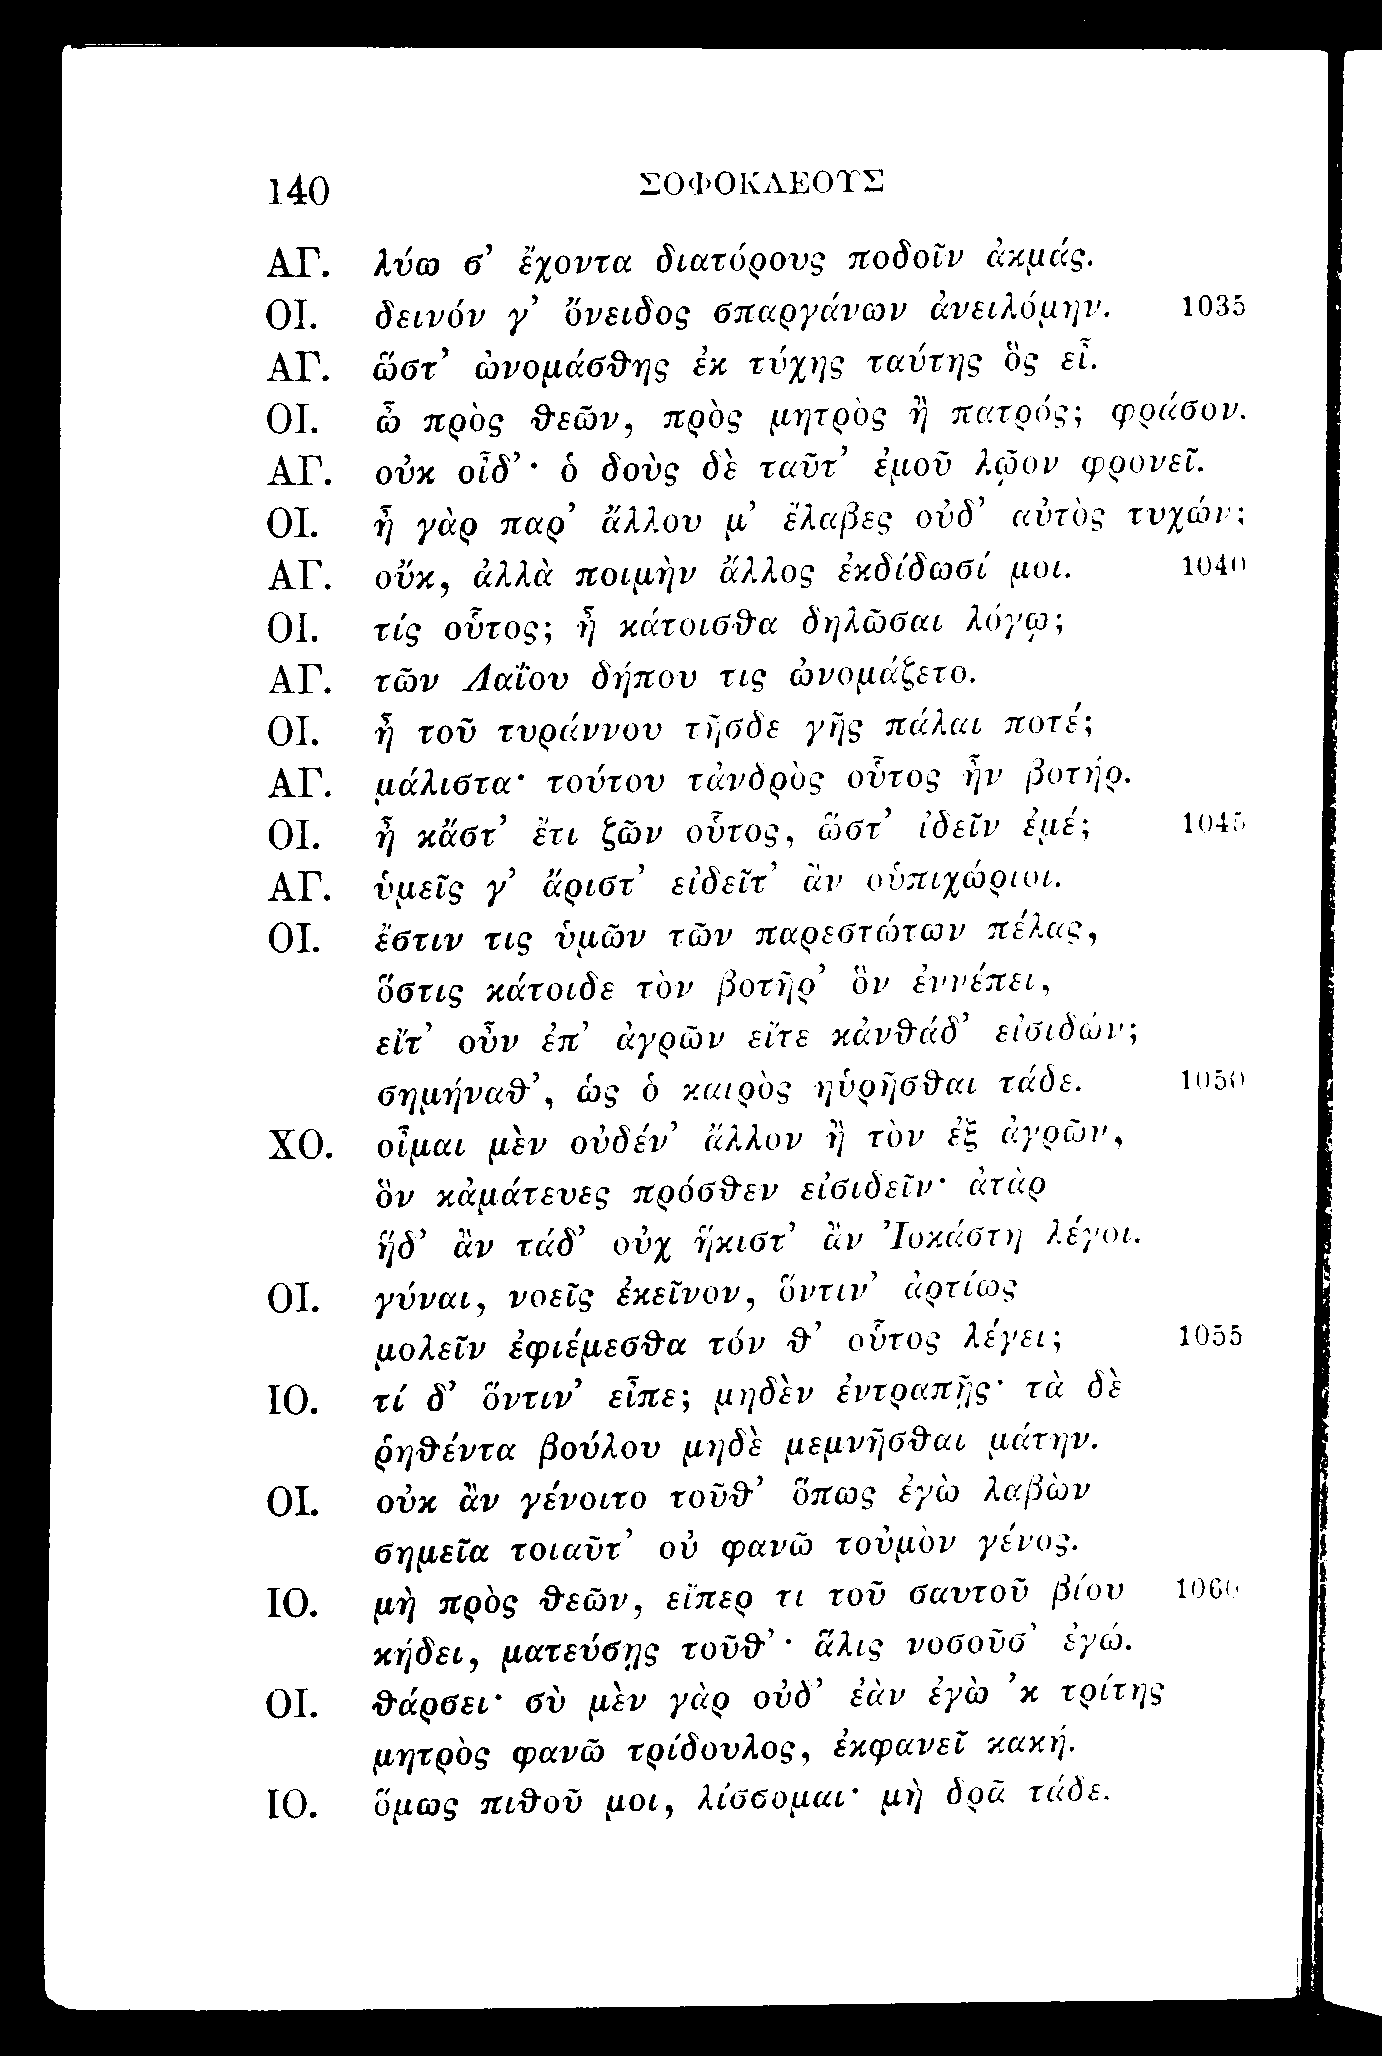 140 ΣΟΦΟΚΛΕΟΥΣ
ΑΓ. λύω σ’ ἔχοντα διατόρους ποδοῖν ἀκμάς.
ΟΙ. δεινόν γ’ ὄνειδος σπαργάνων ἀνειλόμην. 1035
ΑΓ. ὥστ’ ὠνομάσθης ἐκ τύχης ταύτης ὃς εἶ.
ΟΙ. ὦ πρὸς θεῶν, πρὸς μητρὸς ἢ πατρός; φράσον.
ΑΓ. οὐκ οἶδ’· ὁ δοὺς δὲ ταῦτ’ ἐμοῦ λῷον φρονεῖ.
ΟΙ. ἦ γὰρ παρ’ ἄλλου μ’ ἔλαβες οὐδ’ αὐτὸς τυχών;
ΑΓ. οὔκ, ἀλλὰ ποιμὴν ἄλλος ἐκδίδωσί μοι. 1040
ΟΙ. τίς οὗτος; ἦ κάτοισθα δηλῶσαι λόγῳ;
ΑΓ. τῶν Λαΐου δήπου τις ὠνομάζετο.
ΟΙ. ἦ τοῦ τυράννου τῆσδε γῆς πάλαι ποτέ;
ΑΓ. μάλιστα· τούτου τἀνδρὸς οὗτος ἦν βοτήρ.
ΟΙ. ἦ κἄστ’ ἔτι ζῶν οὗτος, ὥστ’ ἰδεῖν ἐμέ; 1045
ΑΓ. ὑμεῖς γ’ ἄριστ’ εἰδεῖτ’ ἂν οὑπιχώριοι.
ΟΙ. ἔστιν τις ὑμῶν τῶν παρεστώτων πέλας,
ὅστις κάτοιδε τὸν βοτῆρ’ ὃν ἐννέπει,
εἴτ’ οὖν ἐπ’ ἀγρῶν εἴτε κἀνθάδ’ εἰσιδών;
σημήναθ’, ὡς ὁ καιρὸς ηὑρῆσθαι τάδε. 1050
ΧΟ. οἶμαι μὲν οὐδέν’ ἄλλον ἢ τὸν ἐξ ἀγρῶν,
ὃν κἀμάτευες πρόσθεν εἰσιδεῖν· ἀτὰρ
ἥδ’ ἂν τάδ’ οὐχ ἥκιστ’ ἂν Ἰοκάστη λέγοι.
ΟΙ. γύναι, νοεῖς ἐκεῖνον, ὅντιν’ ἀρτίως
μολεῖν ἐφιέμεσθα τόν θ’ οὗτος λέγει; 1055
ΙΟ. τί δ’ ὅντιν’ εἶπε; μηδὲν ἐντραπῇς· τὰ δὲ
ῥηθέντα βούλου μηδὲ μεμνῆσθαι μάτην.
ΟΙ. οὐκ ἂν γένοιτο τοῦθ’ ὅπως ἐγὼ λαβὼν
σημεῖα τοιαῦτ’ οὐ φανῶ τοὐμὸν γένος.
ΙΟ. μὴ πρὸς θεῶν, εἴπερ τι τοῦ σαυτοῦ βίου 1060
κήδει, ματεύσῃς τοῦθ’· ἅλις νοσοῦσ’ ἐγώ.
ΟΙ. θάρσει· σὺ μὲν γὰρ οὐδ’ ἐὰν ἐγὼ ’κ τρίτης
μητρὸς φανῶ τρίδουλος, ἐκφανεῖ κακή.
ΙΟ. ὅμως πιθοῦ μοι, λίσσομαι· μὴ δρᾶ τάδε.